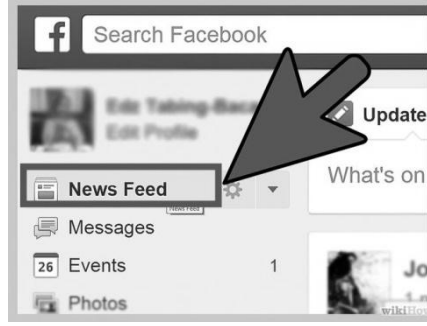 f Search Facebook
Edit Profile
Update
What's on
News Feed
News Feed
Messages
26 Events 1
Photos
Jo
wikiHow